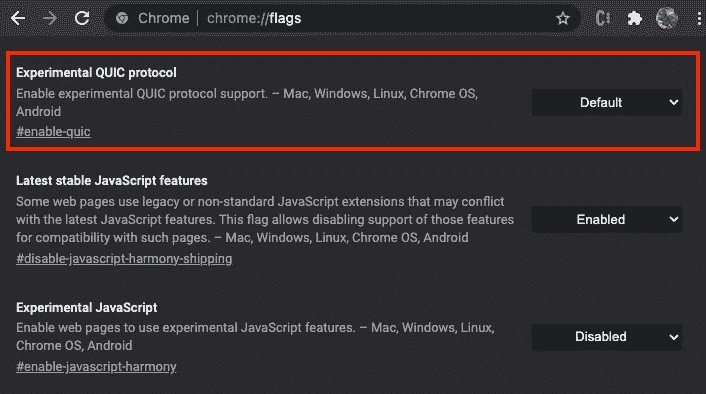 Chrome | chrome://flags
Experimental QUIC protocol
Enable experimental QUIC protocol support. – Mac, Windows, Linux, Chrome OS,
Android
#enable-quic
Default
Latest stable JavaScript features
Some web pages use legacy or non-standard JavaScript extensions that may conflict
with the latest JavaScript features. This flag allows disabling support of those features
for compatibility with such pages. – Mac, Windows, Linux, Chrome OS, Android
#disable-javascript-harmony-shipping
Enabled
Experimental JavaScript
Enable web pages to use experimental JavaScript features. – Mac, Windows, Linux,
Chrome OS, Android
#enable-javascript-harmony
Disabled